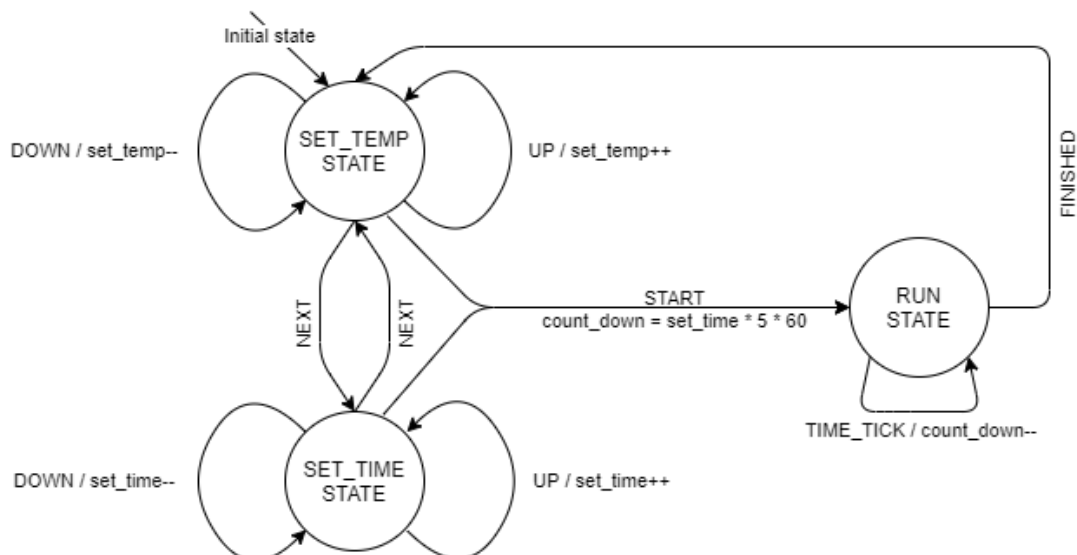 Initial state
SET_TEMP
STATE
DOWN / set_temp--
UP / set_temp++
FINISHED
NEXT
NEXT
START
count_down = set_time * 5 * 60
RUN
STATE
TIME_TICK / count_down--
SET_TIME
STATE
DOWN / set_time--
UP / set_time++